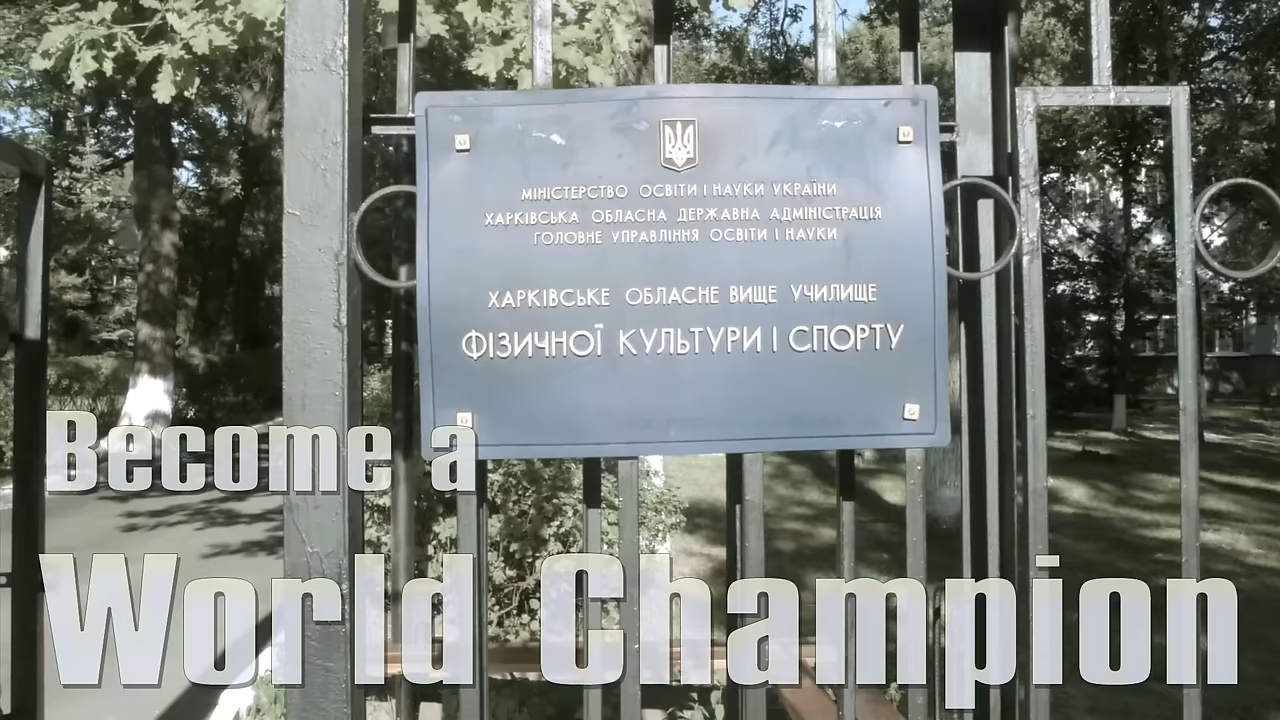 МІНІСТЕРСТВО ОСВІТИ І НАУКИ УКРАЇНИ
ХАРКІВСЬКА ОБЛАСНА ДЕРЖАВНА АДМІНІСТРАЦІЯ
ГОЛОВНЕ УПРАВЛІННЯ ОСВІТИ І НАУКИ
ХАРКІВСЬКЕ ОБЛАСНЕ ВИЩЕ УЧИЛИЩЕ
ФІЗИЧНОЇ КУЛЬТУРИ І СПОРТУ
Become a
World Champion